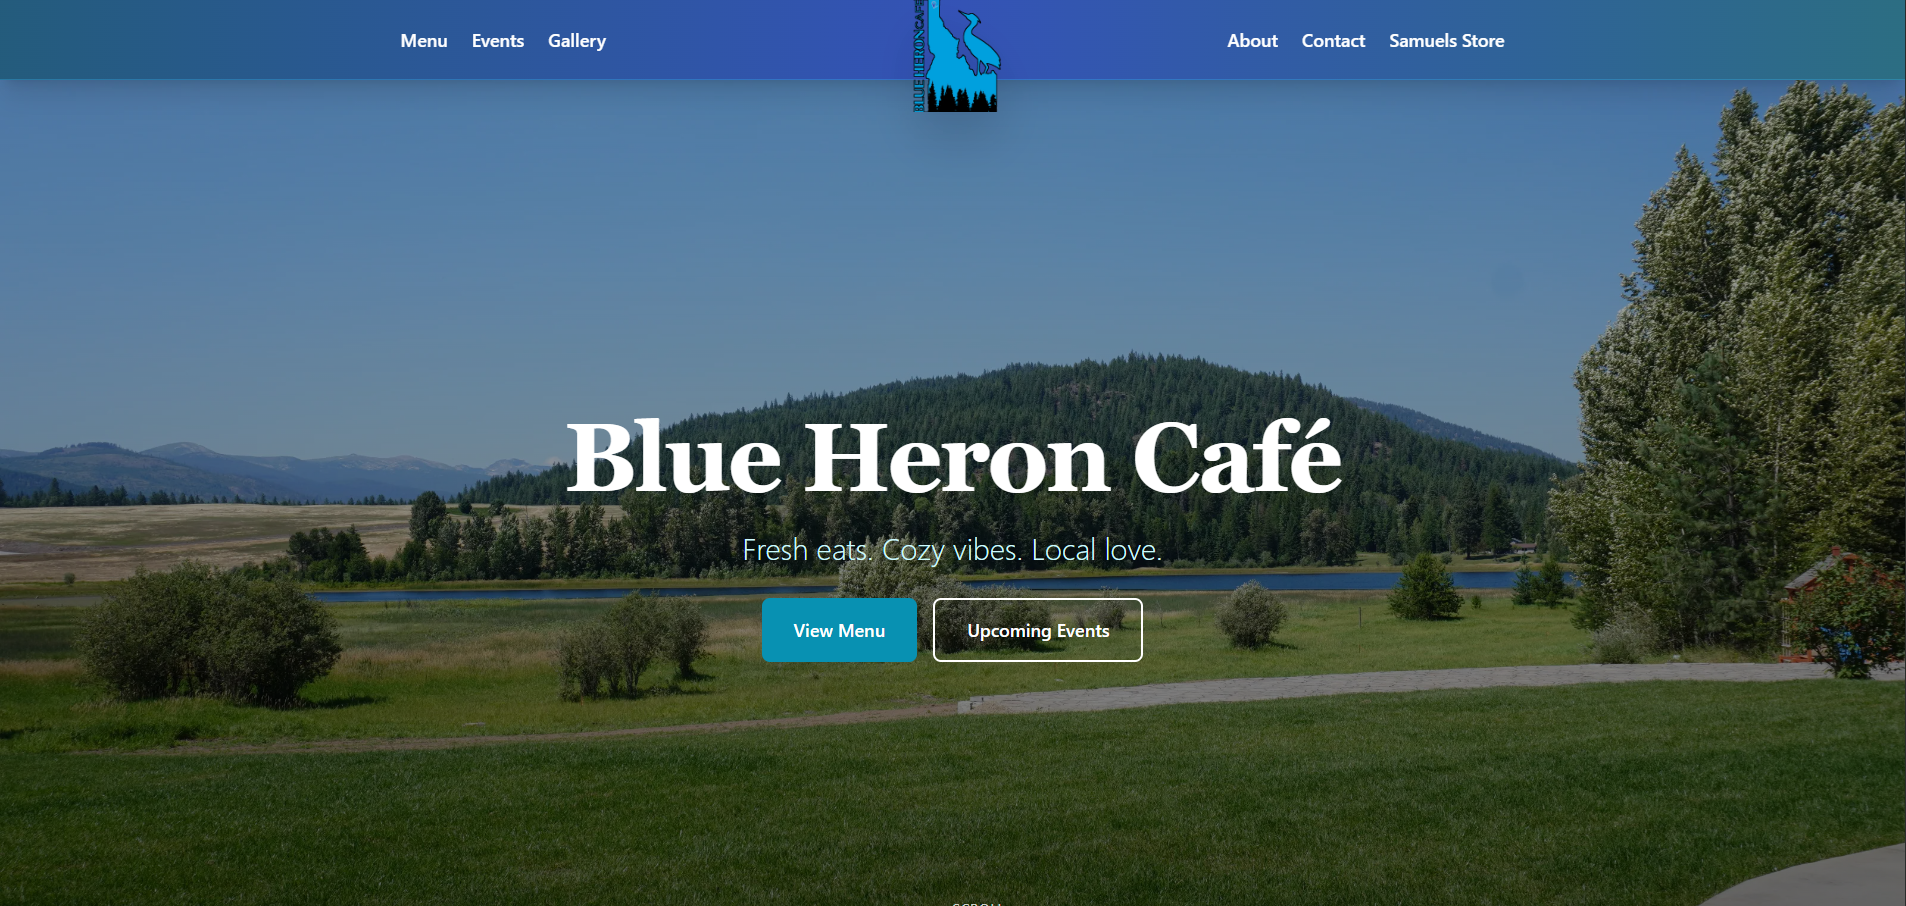 Menu Events Gallery
BLUE HERON CAFE
About Contact Samuels Store
Blue Heron Café
Fresh eats. Cozy vibes. Local love.
View Menu
Upcoming Events
SCROLL